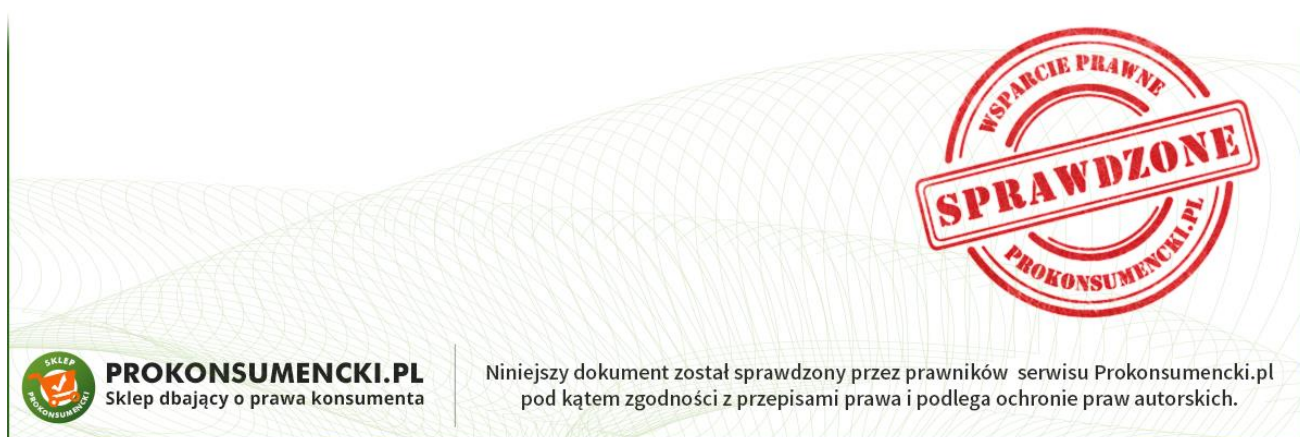 WSPARCIE PRAWNE
SPRAWDZONE
PROKONSUMENCKI.PL
SKLEP
PROKONSUMENCKI
PROKONSUMENCKI.PL
Sklep dbający o prawa konsumenta
Niniejszy dokument został sprawdzony przez prawników serwisu Prokonsumencki.pl
pod kątem zgodności z przepisami prawa i podlega ochronie praw autorskich.